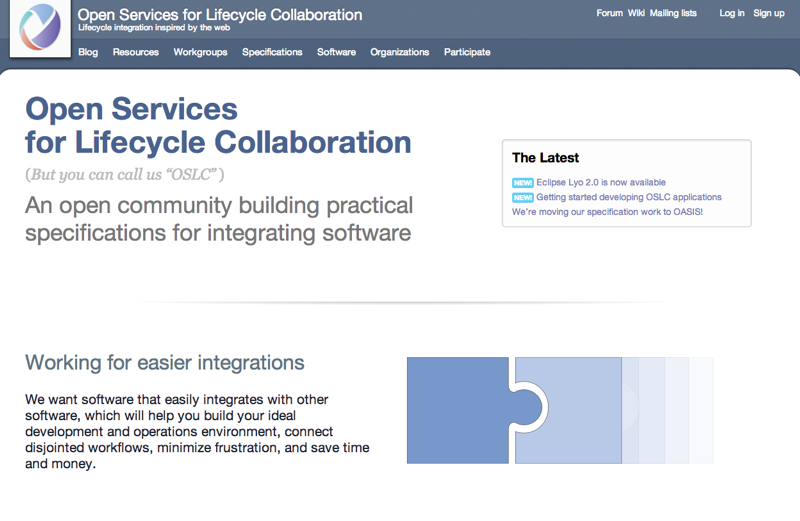 Open Services for Lifecycle Collaboration
Lifecycle integration inspired by the web
Forum Wiki Mailing lists Log in Sign up
Blog Resources Workgroups Specifications Software Organizations Participate
Open Services
for Lifecycle Collaboration
(But you can call us “OSLC”)
An open community building practical
specifications for integrating software
The Latest
NEW! Eclipse Lyo 2.0 is now available
NEW! Getting started developing OSLC applications
We're moving our specification work to OASIS!
Working for easier integrations
We want software that easily integrates with other
software, which will help you build your ideal
development and operations environment, connect
disjointed workflows, minimize frustration, and save time
and money.